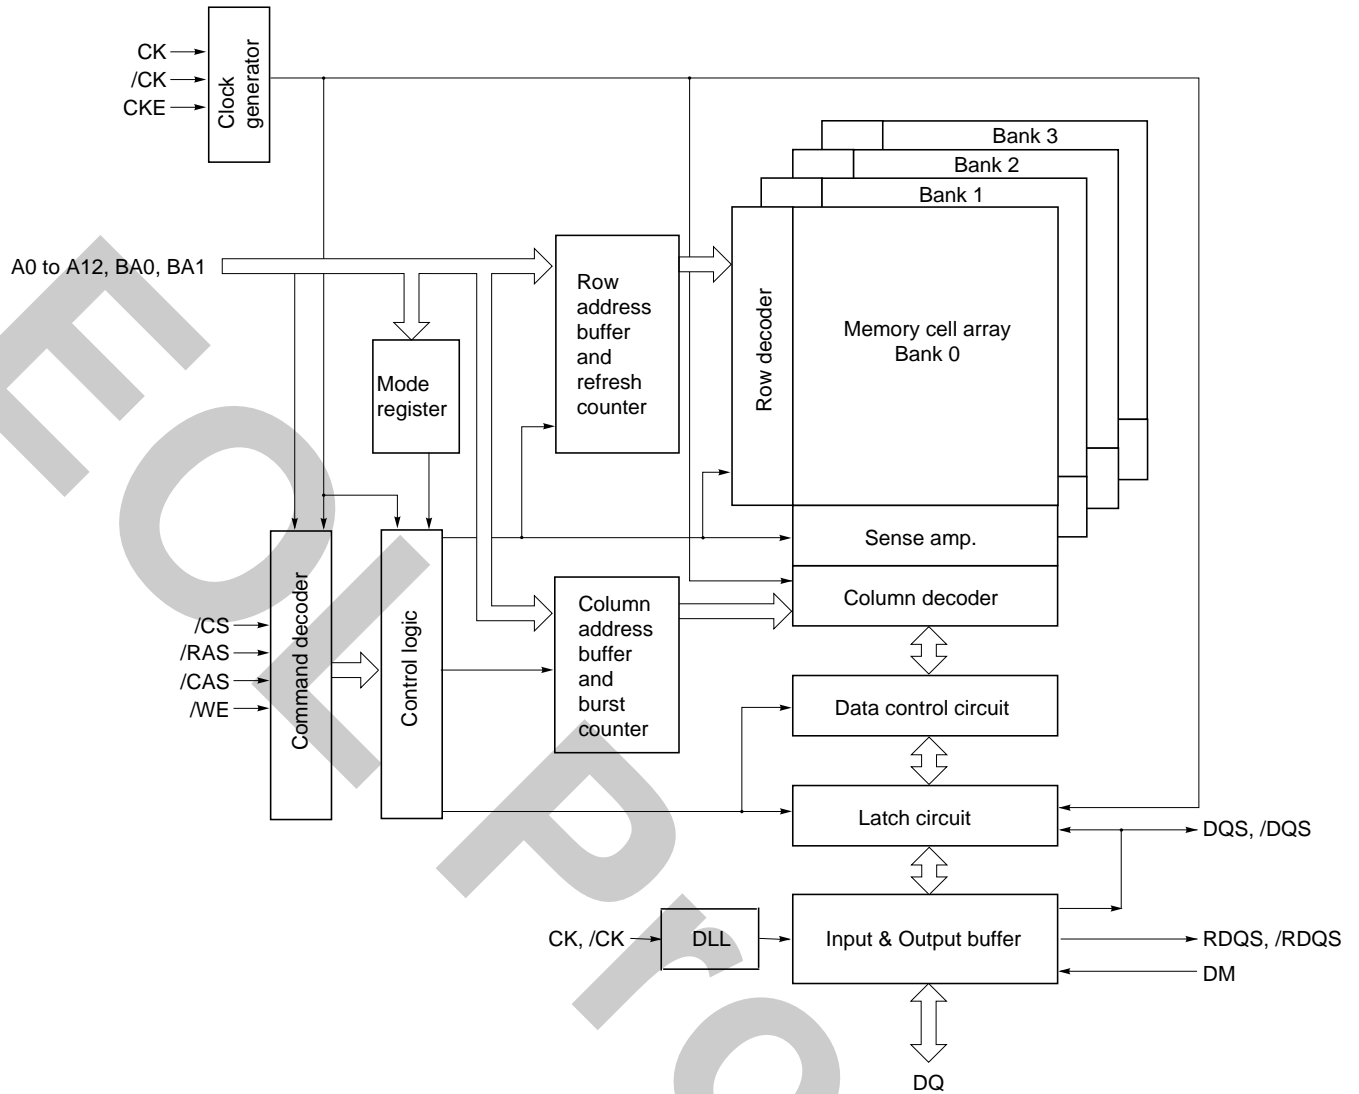 CK
/CK
CKE
Clock
generator
Bank 3
Bank 2
Bank 1
A0 to A12, BA0, BA1
Row
address
buffer
and
refresh
counter
Row decoder
Memory cell array
Bank 0
Mode
register
Sense amp.
Column decoder
/CS
/RAS
/CAS
/WE
Command decoder
Control logic
Column
address
buffer
and
burst
counter
Data control circuit
Latch circuit
DQS, /DQS
CK, /CK
DLL
Input & Output buffer
RDQS, /RDQS
DM
DQ
EOL Pro